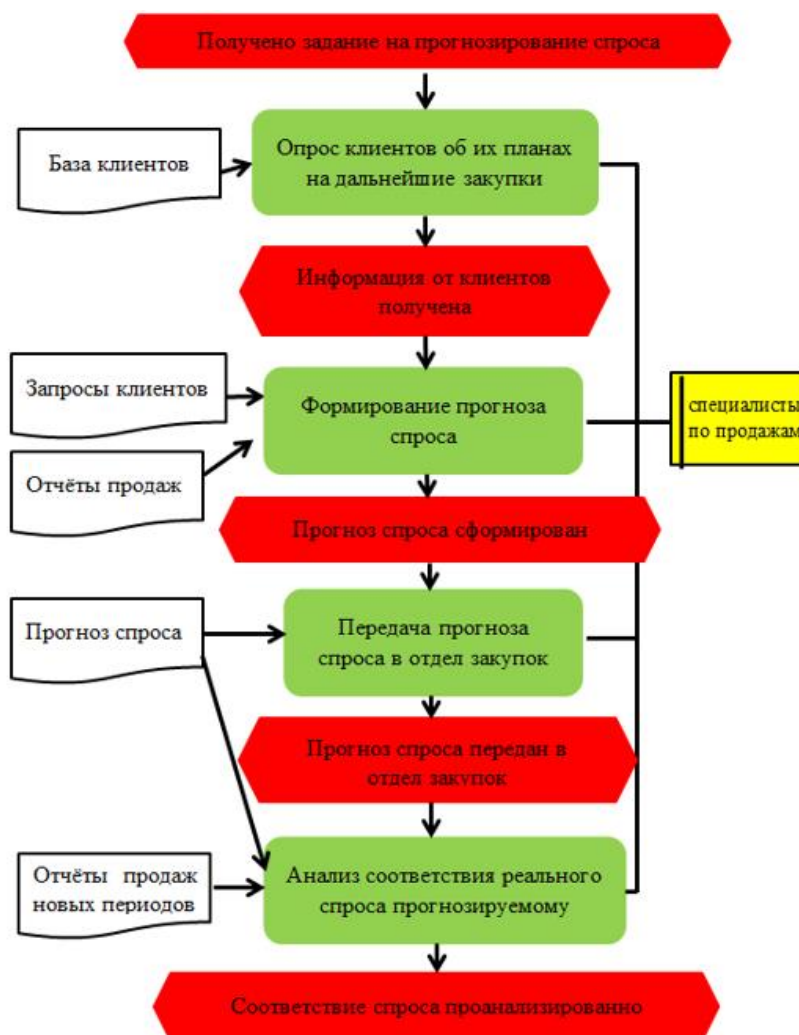 Получено задание на прогнозирование спроса
База клиентов
Опрос клиентов об их планах
на дальнейшие закупки
Информация от клиентов
получена
Запросы клиентов
Формирование прогноза
спроса
специалисты
по продажам
Отчёты продаж
Прогноз спроса сформирован
Прогноз спроса
Передача прогноза
спроса в отдел закупок
Прогноз спроса передан в
отдел закупок
Отчёты продаж
новых периодов
Анализ соответствия реального
спроса прогнозируемому
Соответствие спроса проанализированно